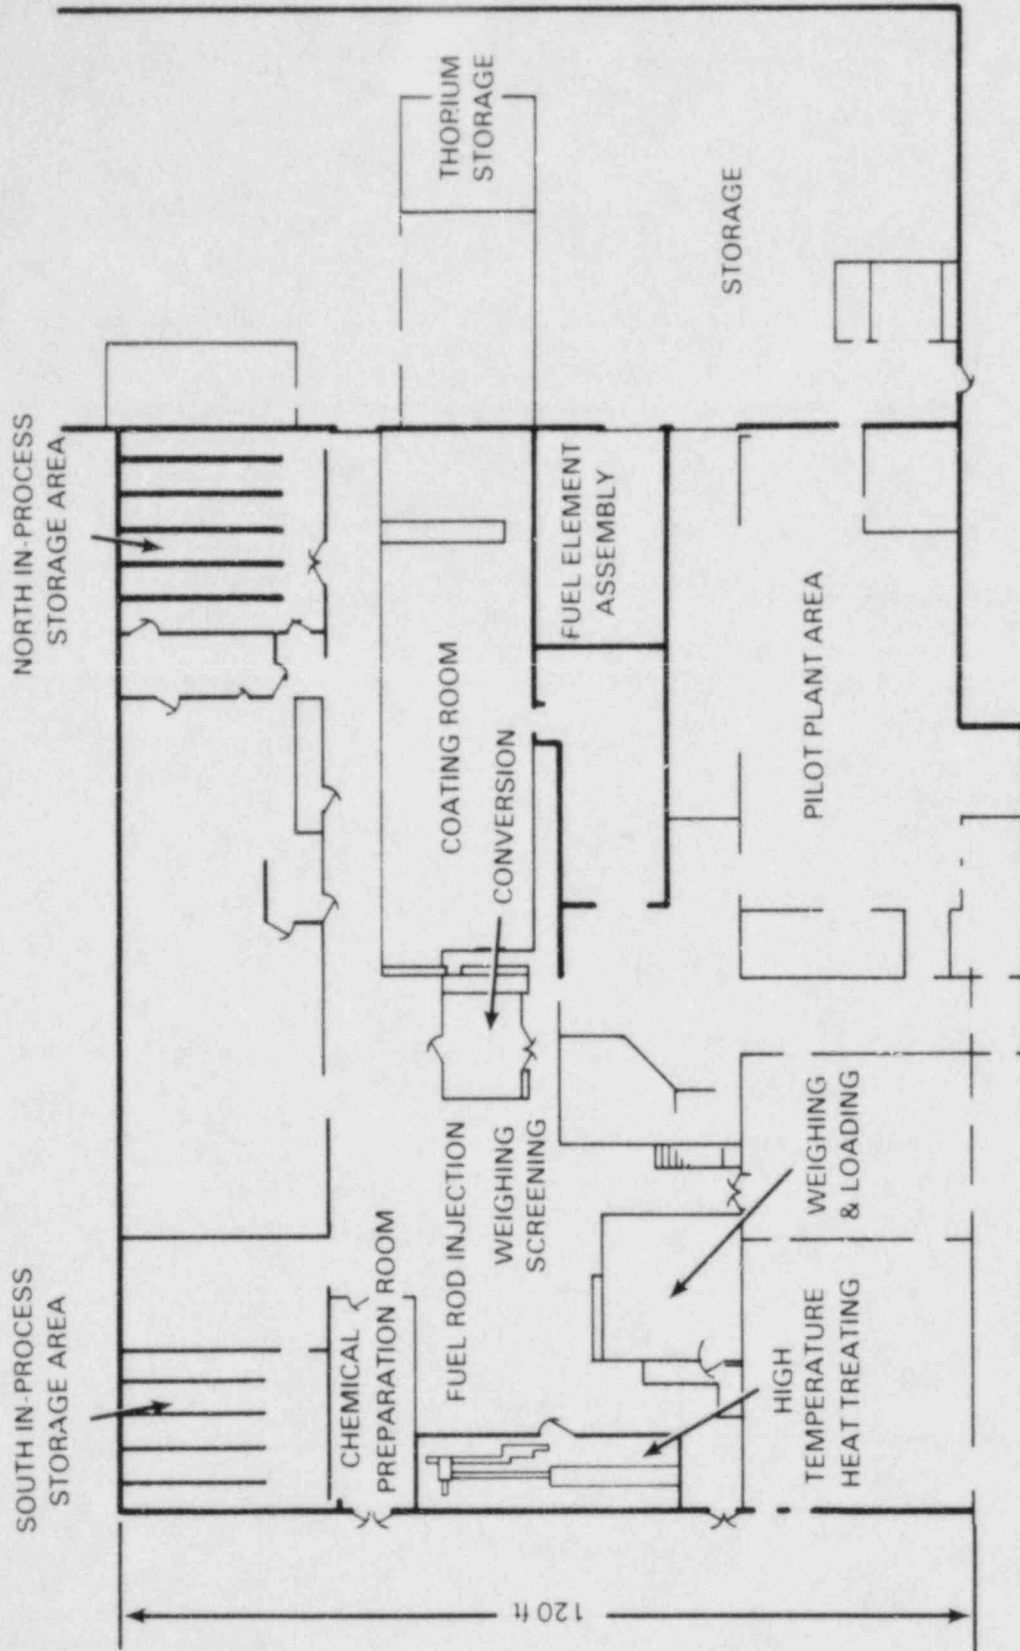 SOUTH IN-PROCESS
STORAGE AREA
NORTH IN-PROCESS
STORAGE AREA
CHEMICAL
PREPARATION ROOM
FUEL ROD INJECTION
WEIGHING
SCREENING
CONVERSION
COATING ROOM
THORIUM
STORAGE
FUEL ELEMENT
ASSEMBLY
STORAGE
PILOT PLANT AREA
WEIGHING
& LOADING
HIGH
TEMPERATURE
HEAT TREATING
120 ft